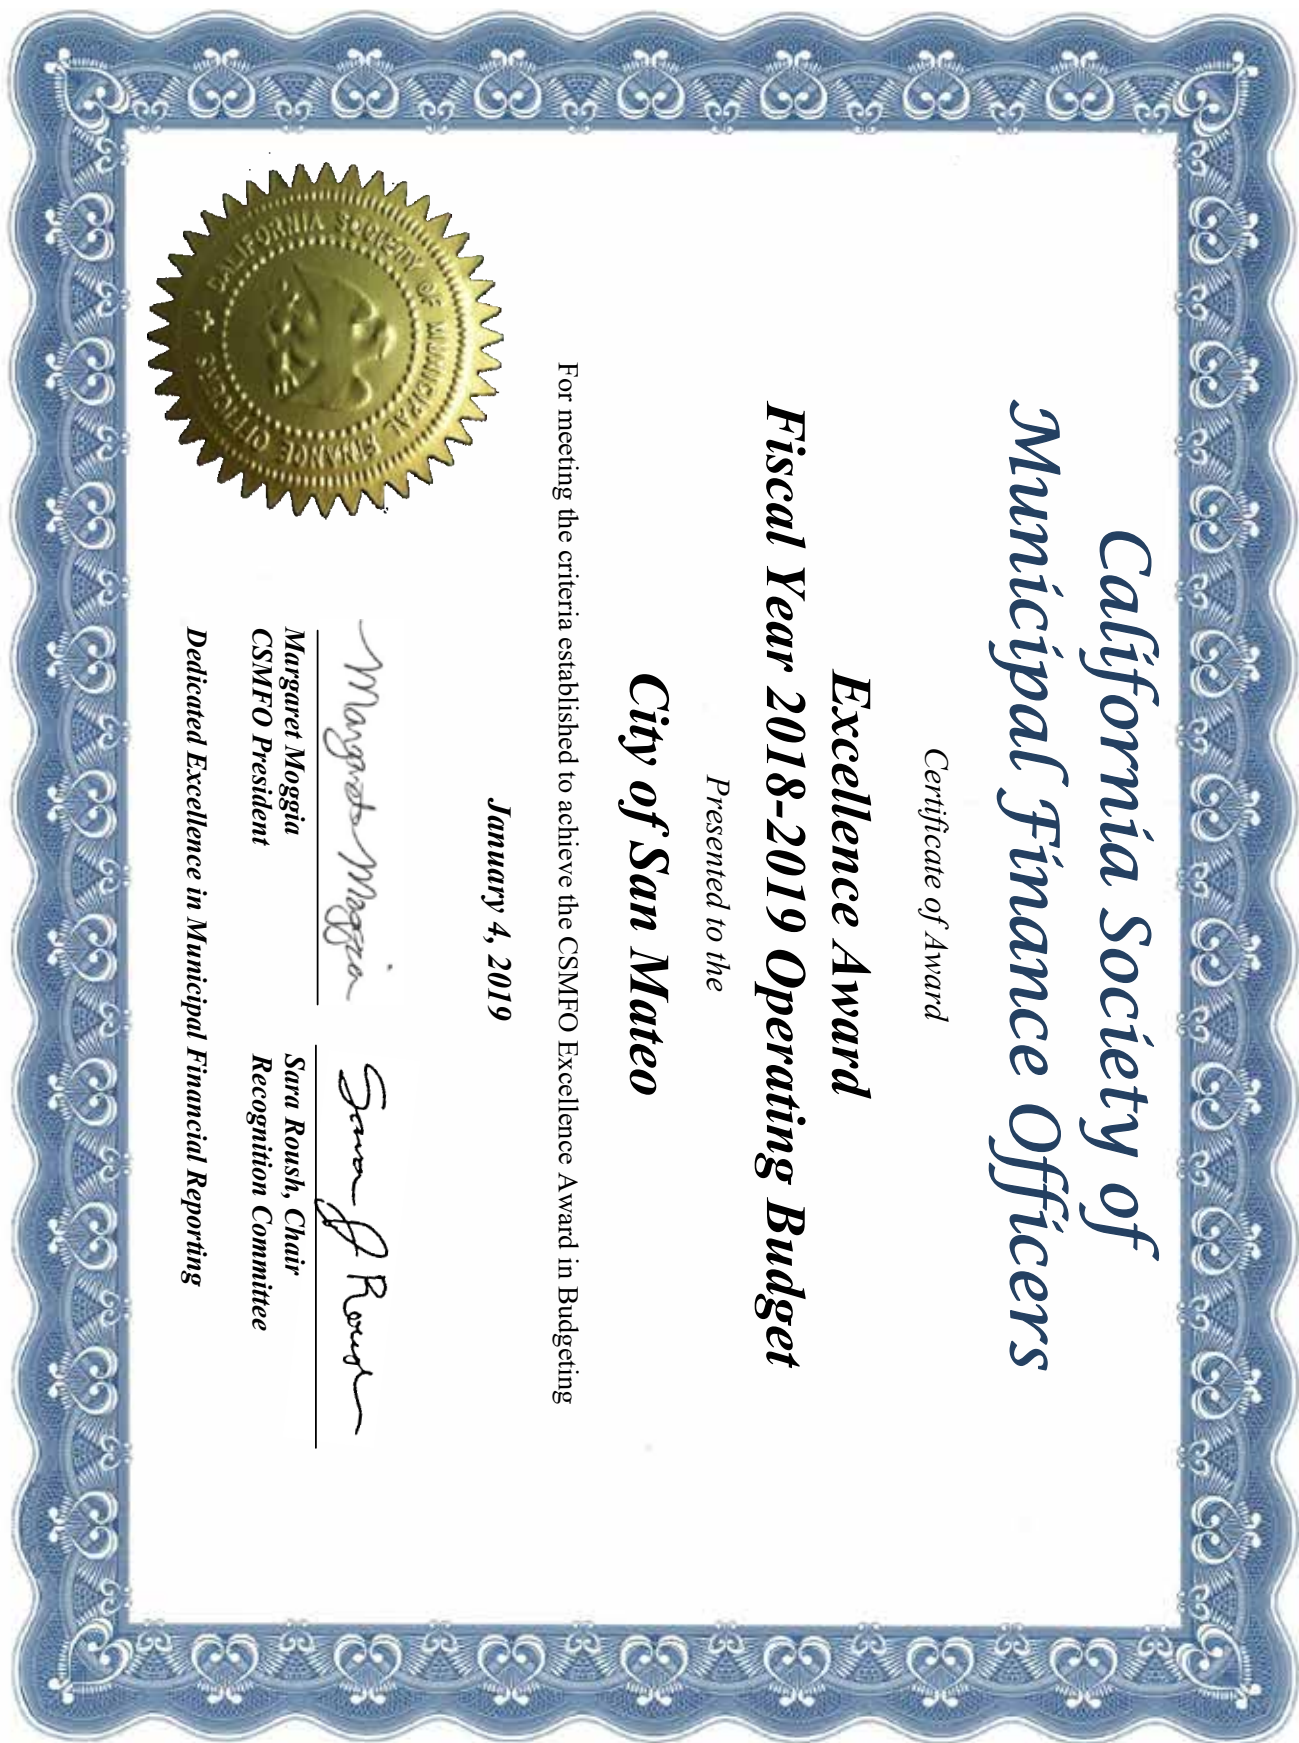 California Society of
Municipal Finance Officers
Certificate of Award
Excellence Award
Fiscal Year 2018-2019 Operating Budget
Presented to the
City of San Mateo
For meeting the criteria established to achieve the CSMFO Excellence Award in Budgeting
January 4, 2019
CALIFORNIA SOCIETY OF MUNICIPAL FINANCE OFFICERS
Margaret Moggia
Sara J Roush
Margaret Moggia
CSMFO President
Sara Roush, Chair
Recognition Committee
Dedicated Excellence in Municipal Financial Reporting